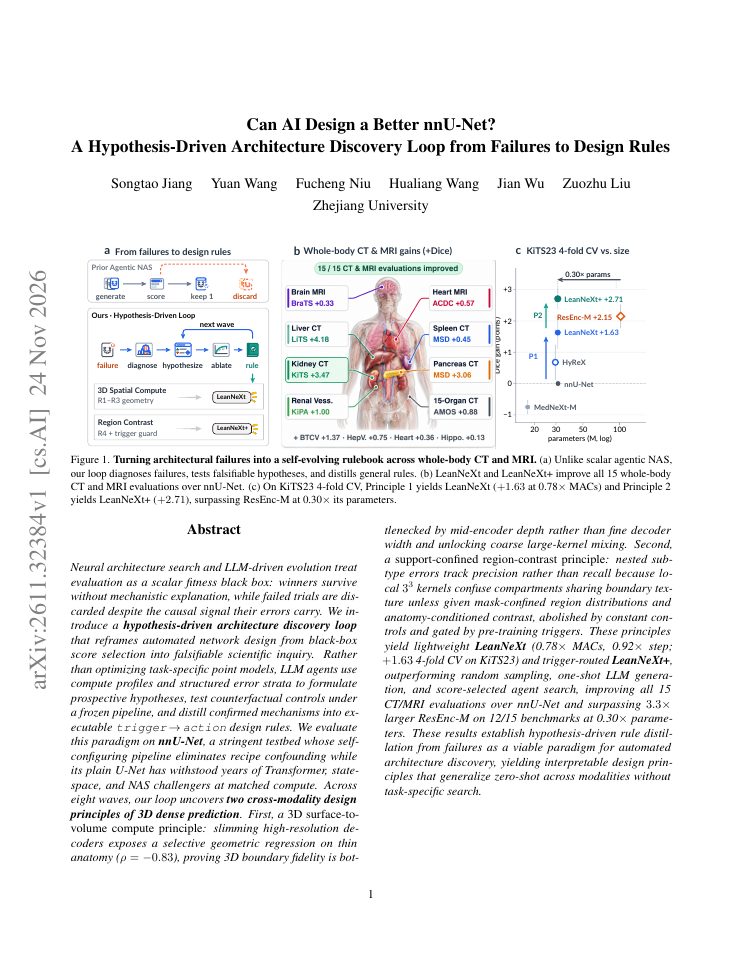 Can AI Design a Better nnU-Net?
A Hypothesis-Driven Architecture Discovery Loop from Failures to Design Rules
Songtao Jiang Yuan Wang Fucheng Niu Hualiang Wang Jian Wu Zuozhu Liu
Zhejiang University
arXiv:2611.32384v1 [cs.AI] 24 Nov 2026
a From failures to design rules
Prior Agentic NAS
generate score keep 1 discard
Ours · Hypothesis-Driven Loop
next wave
failure diagnose hypothesize ablate rule
3D Spatial Compute
R1–R3 geometry
LeanNeXt
Region Contrast
R4 + trigger guard
LeanNeXt+
b Whole-body CT & MRI gains (+Dice)
15 / 15 CT & MRI evaluations improved
Brain MRI
BraTS +0.33
Liver CT
LiTS +4.18
Kidney CT
KiTS +3.47
Renal Vess.
KiPA +1.00
Heart MRI
ACDC +0.57
Spleen CT
MSD +0.45
Pancreas CT
MSD +3.06
15-Organ CT
AMOS +0.88
+ BTCV +1.37 · HepV. +0.75 · Heart +0.36 · Hippo. +0.13
c KiTS23 4-fold CV vs. size
0.30× params
+3
+2
+1
0
−1
Dice gain (points)
LeanNeXt+ +2.71
P2
ResEnc-M +2.15
LeanNeXt +1.63
P1
HyReX
nnU-Net
MedNeXt-M
20 30 50 100
parameters (M, log)
Figure 1. Turning architectural failures into a self-evolving rulebook across whole-body CT and MRI. (a) Unlike scalar agentic NAS,
our loop diagnoses failures, tests falsifiable hypotheses, and distills general rules. (b) LeanNeXt and LeanNeXt+ improve all 15 whole-body
CT and MRI evaluations over nnU-Net. (c) On KiTS23 4-fold CV, Principle 1 yields LeanNeXt (+1.63 at 0.78× MACs) and Principle 2
yields LeanNeXt+ (+2.71), surpassing ResEnc-M at 0.30× its parameters.
Abstract
Neural architecture search and LLM-driven evolution treat
evaluation as a scalar fitness black box: winners survive
without mechanistic explanation, while failed trials are dis-
carded despite the causal signal their errors carry. We in-
troduce a hypothesis-driven architecture discovery loop
that reframes automated network design from black-box
score selection into falsifiable scientific inquiry. Rather
than optimizing task-specific point models, LLM agents use
compute profiles and structured error strata to formulate
prospective hypotheses, test counterfactual controls under
a frozen pipeline, and distill confirmed mechanisms into ex-
ecutable trigger→action design rules. We evaluate
this paradigm on nnU-Net, a stringent testbed whose self-
configuring pipeline eliminates recipe confounding while
its plain U-Net has withstood years of Transformer, state-
space, and NAS challengers at matched compute. Across
eight waves, our loop uncovers two cross-modality design
principles of 3D dense prediction. First, a 3D surface-to-
volume compute principle: slimming high-resolution de-
coders exposes a selective geometric regression on thin
anatomy (ρ = −0.83), proving 3D boundary fidelity is bot-
tlenecked by mid-encoder depth rather than fine decoder
width and unlocking coarse large-kernel mixing. Second,
a support-confined region-contrast principle: nested sub-
type errors track precision rather than recall because lo-
cal 3³ kernels confuse compartments sharing boundary tex-
ture unless given mask-confined region distributions and
anatomy-conditioned contrast, abolished by constant con-
trols and gated by pre-training triggers. These principles
yield lightweight LeanNeXt (0.78× MACs, 0.92× step;
+1.63 4-fold CV on KiTS23) and trigger-routed LeanNeXt+,
outperforming random sampling, one-shot LLM genera-
tion, and score-selected agent search, improving all 15
CT/MRI evaluations over nnU-Net and surpassing 3.3×
larger ResEnc-M on 12/15 benchmarks at 0.30× parame-
ters. These results establish hypothesis-driven rule distil-
lation from failures as a viable paradigm for automated
architecture discovery, yielding interpretable design prin-
ciples that generalize zero-shot across modalities without
task-specific search.
1